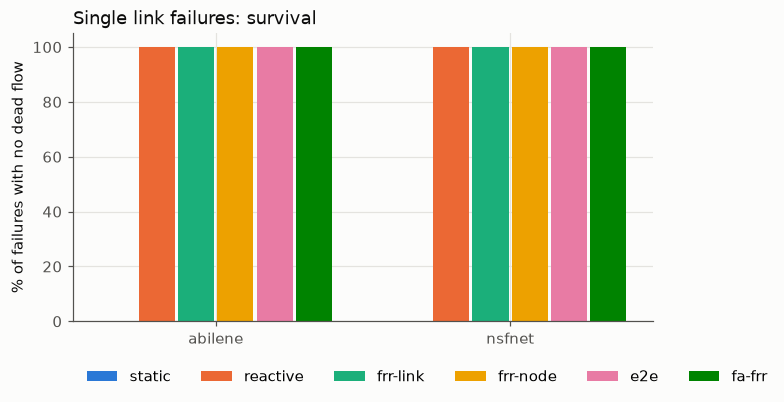 Single link failures: survival
% of failures with no dead flow
100
80
60
40
20
0
abilene nsfnet
static reactive frr-link frr-node e2e fa-frr